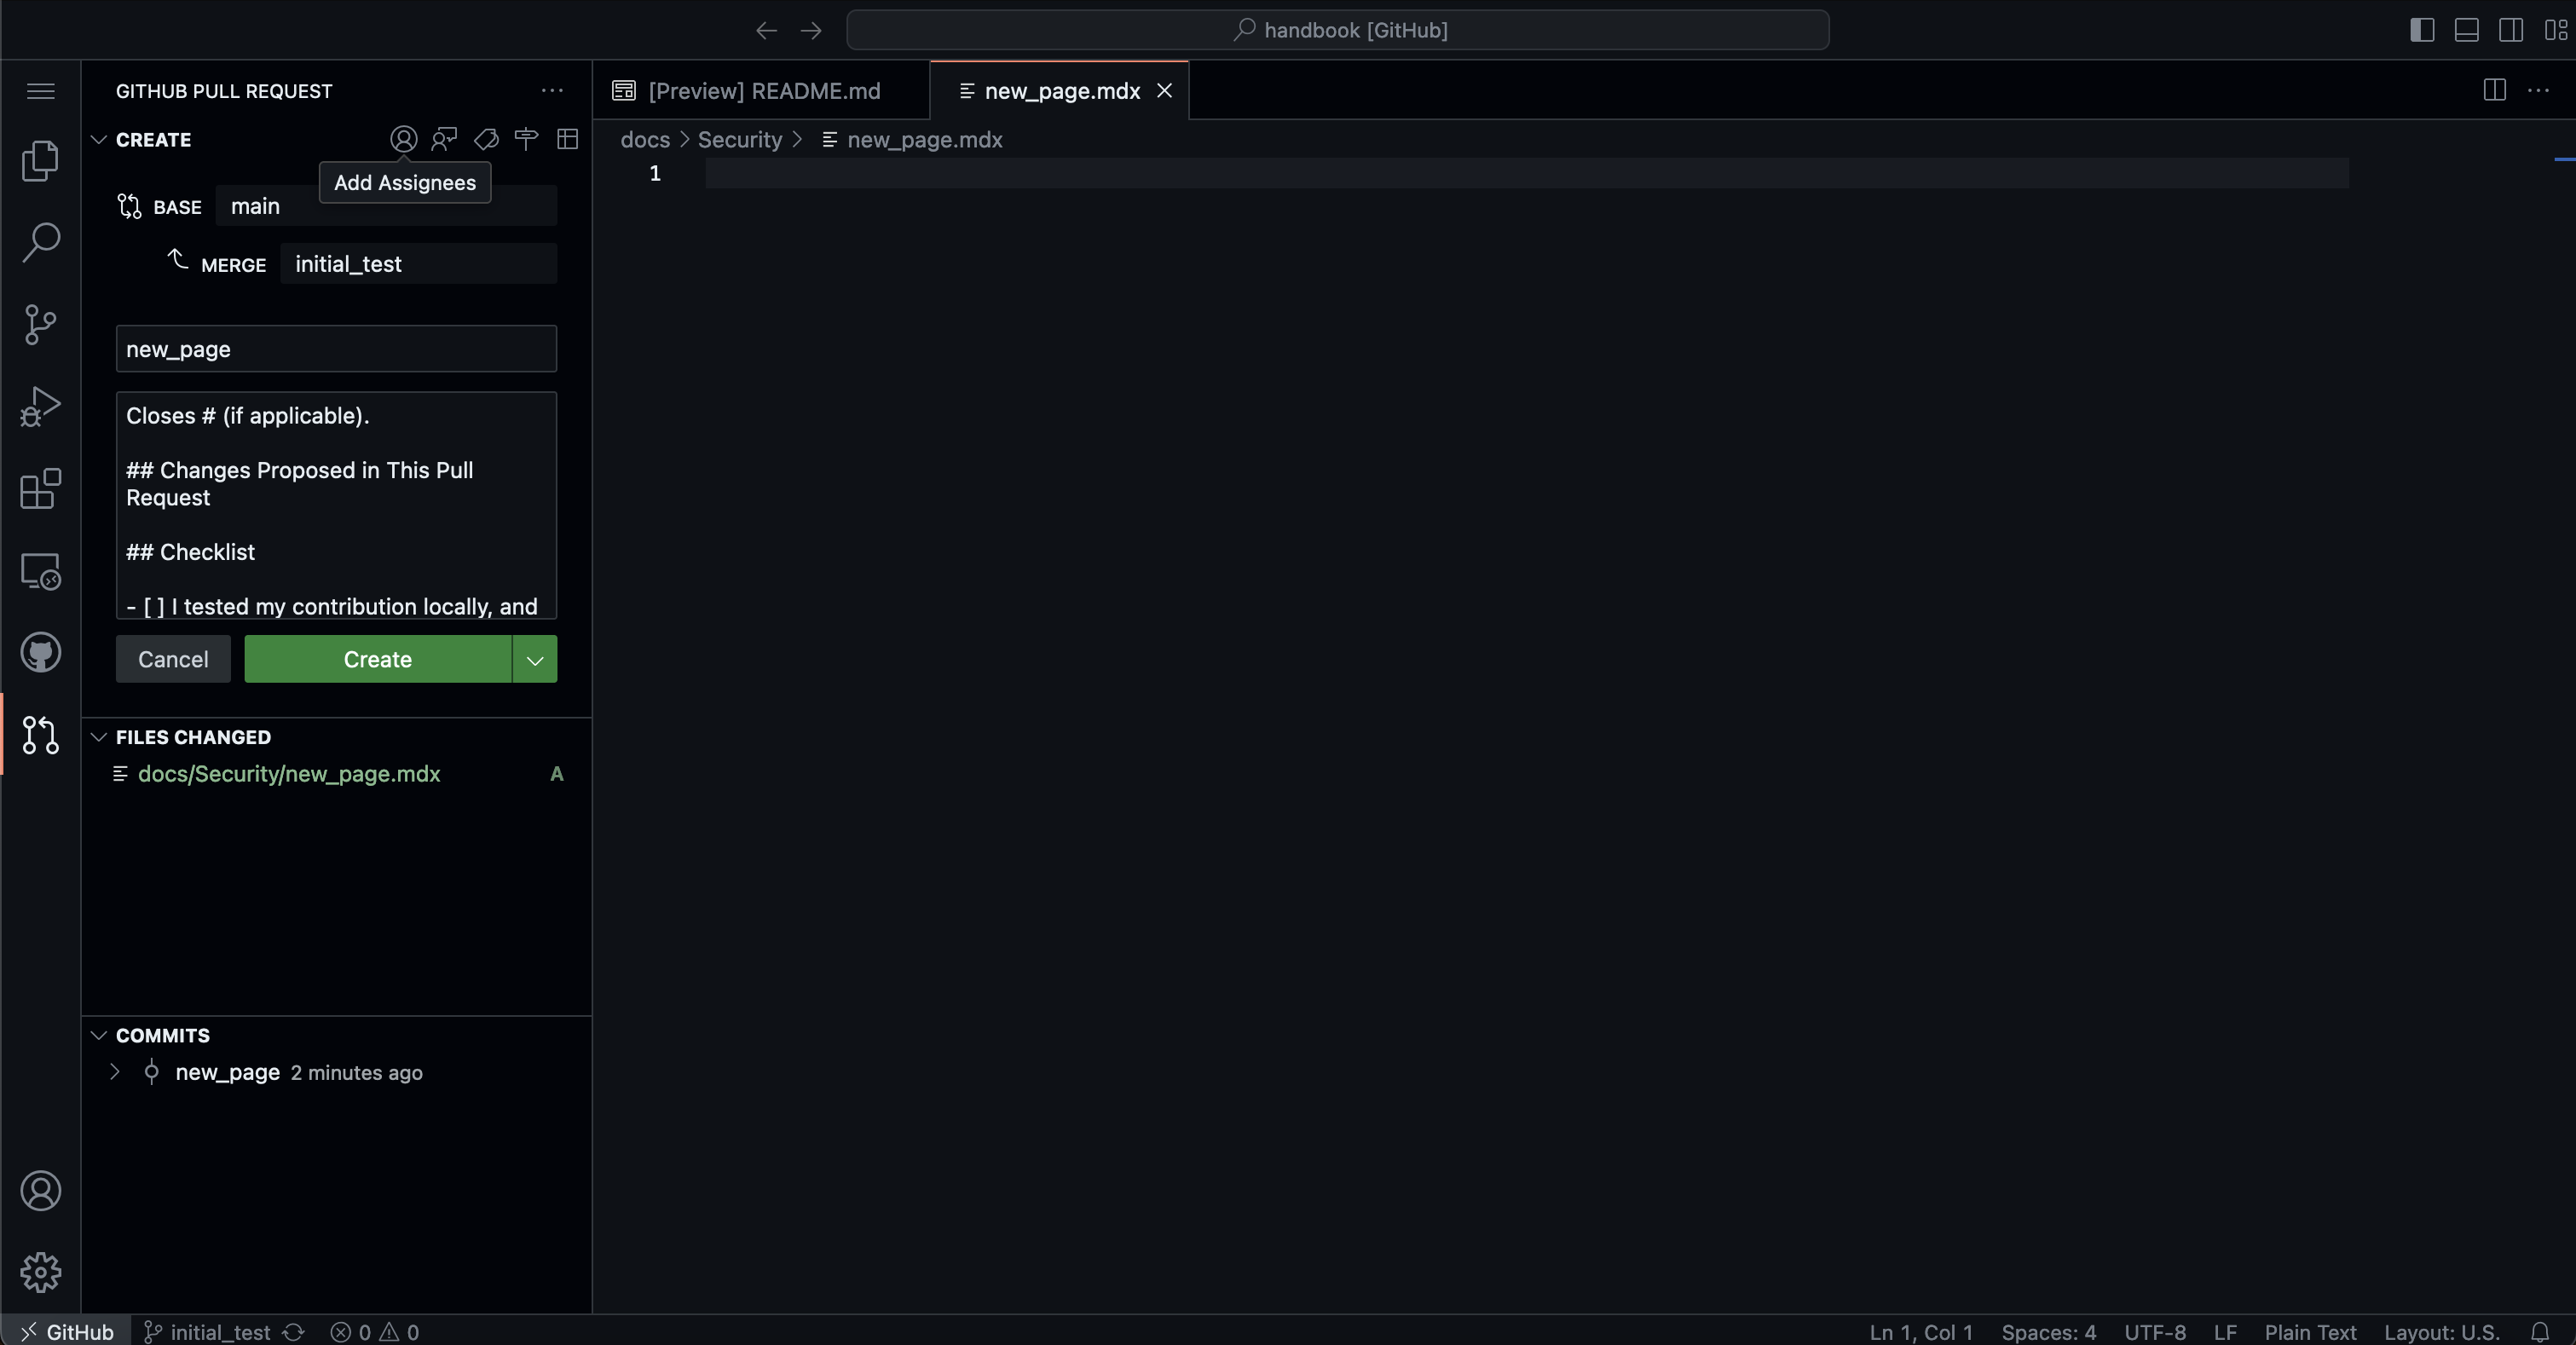 handbook [GitHub]
GITHUB PULL REQUEST
[Preview] README.md
new_page.mdx
CREATE
docs > Security > new_page.mdx
Add Assignees
1
BASE main
MERGE initial_test
new_page
Closes # (if applicable).
## Changes Proposed in This Pull
Request
## Checklist
- [ ] I tested my contribution locally, and
Cancel
Create
FILES CHANGED
docs/Security/new_page.mdx A
COMMITS
new_page 2 minutes ago
GitHub initial_test 0 0 Ln 1, Col 1 Spaces: 4 UTF-8 LF Plain Text Layout: U.S.